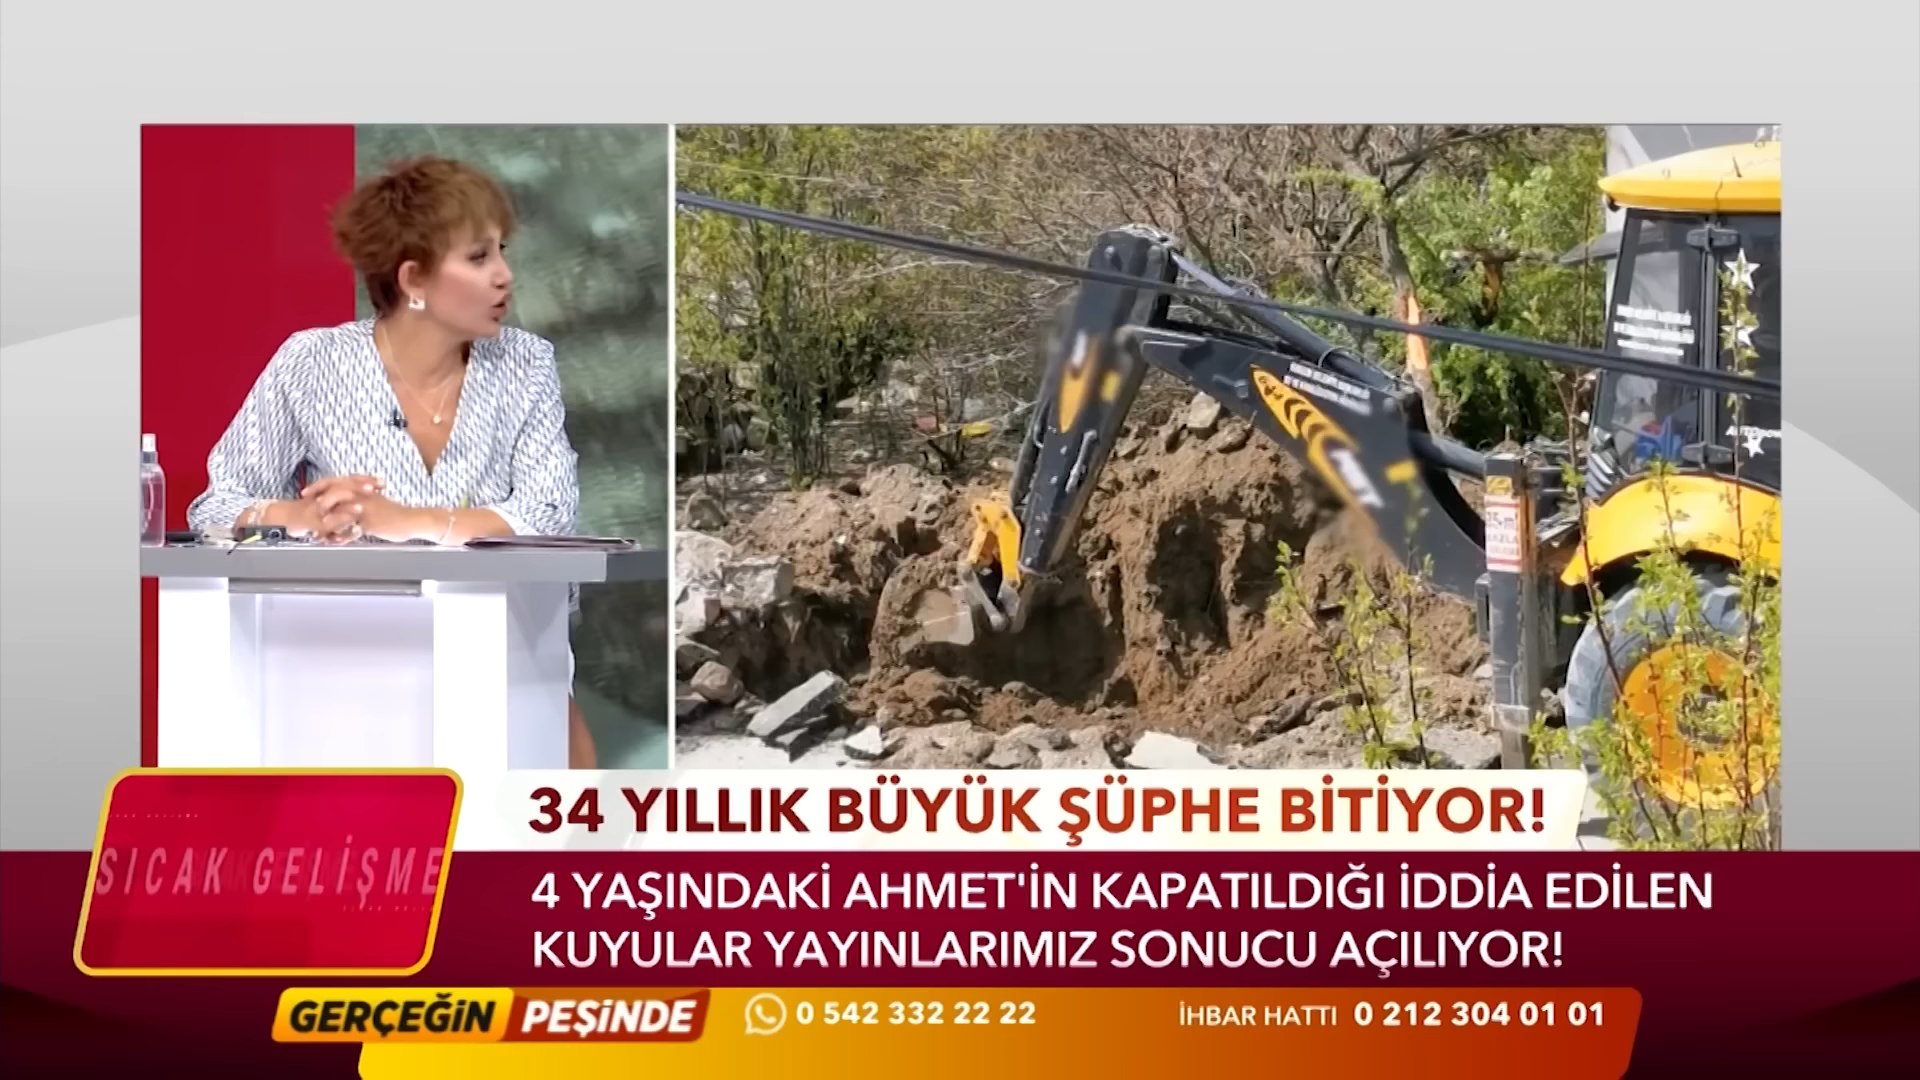 34 YILLIK BÜYÜK ŞÜPHE BİTİYOR!
SICAK GELİŞME
4 YAŞINDAKİ AHMET'İN KAPATILDIĞI İDDİA EDİLEN
KUYULAR YAYINLARIMIZ SONUCU AÇILIYOR!
GERÇEĞİN PEŞİNDE
0 542 332 22 22
İHBAR HATTI 0 212 304 01 01